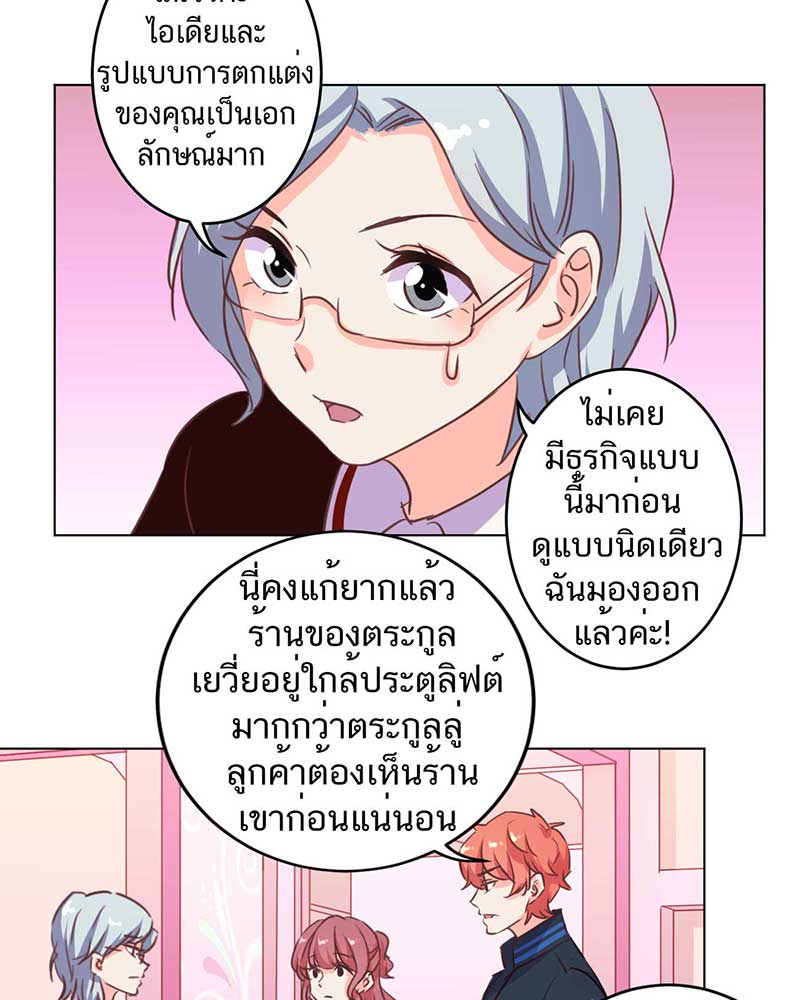 ไอเดียและ
รูปแบบการตกแต่ง
ของคุณเป็นเอก
ลักษณ์มาก
ไม่เคย
มีธุรกิจแบบ
นี้มาก่อน
ดูแบบนิดเดียว
ฉันมองออก
แล้วค่ะ!
นี่คงแก้ยากแล้ว
ร้านของตระกูล
เยวี่ยอยู่ใกล้ประตูลิฟต์
มากกว่าตระกูลลู่
ลูกค้าต้องเห็นร้าน
เขาก่อนแน่นอน